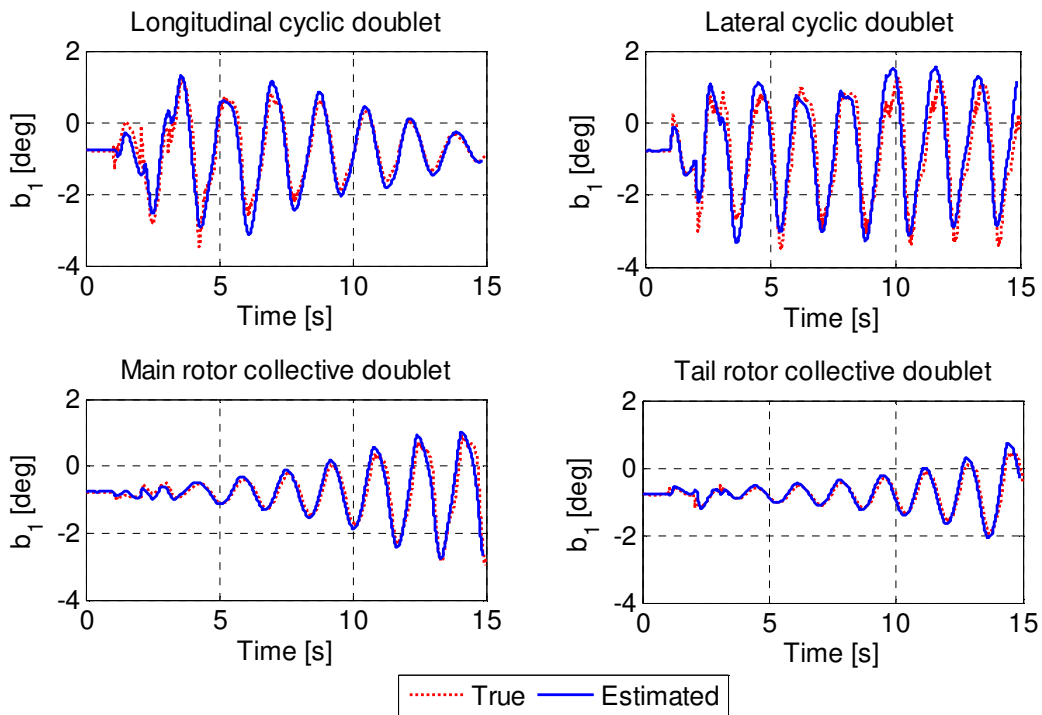 Longitudinal cyclic doublet
2
0
-2
-4
b1 [deg]
0
5
10
15
Time [s]
Lateral cyclic doublet
2
0
-2
-4
b1 [deg]
0
5
10
15
Time [s]
Main rotor collective doublet
2
0
-2
-4
b1 [deg]
0
5
10
15
Time [s]
Tail rotor collective doublet
2
0
-2
-4
b1 [deg]
0
5
10
15
Time [s]
True
Estimated